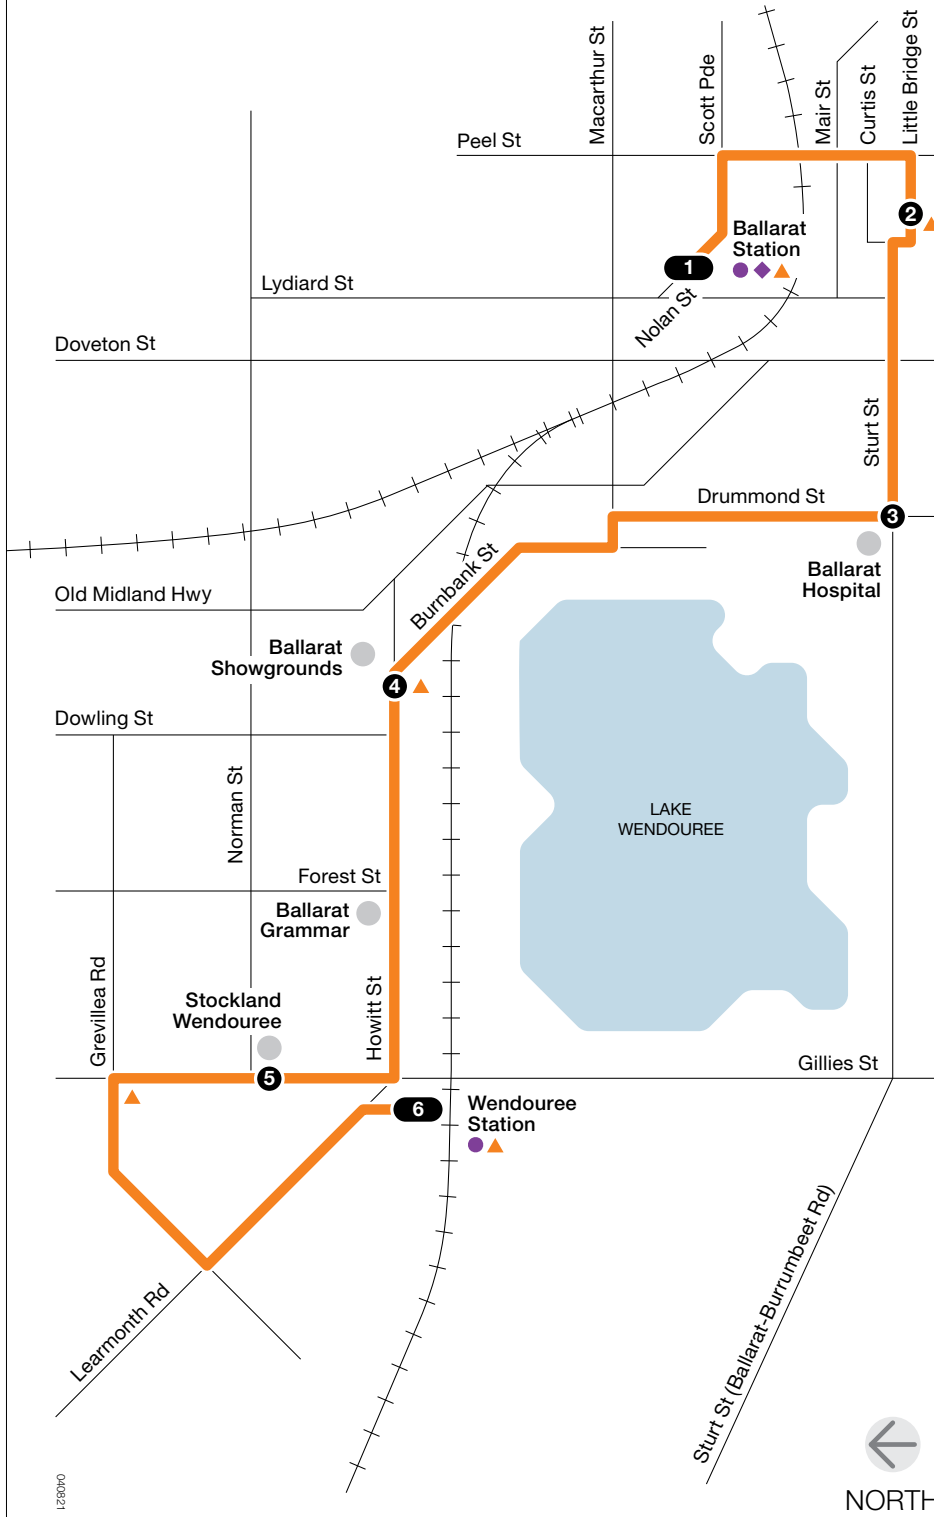 Macarthur St
Scott Pde
Mair St
Curtis St
Little Bridge St
Peel St
2
Ballarat
Station
1
Lydiard St
Nolan St
Doveton St
Sturt St
Drummond St
3
Ballarat
Hospital
Burnbank St
Old Midland Hwy
Ballarat
Showgrounds
4
Dowling St
Norman St
LAKE
WENDOUREE
Forest St
Ballarat
Grammar
Grevillea Rd
Stockland
Wendouree
Howitt St
5
Gillies St
6
Wendouree
Station
Learmonth Rd
Sturt St (Ballarat-Burrumbeet Rd)
040821
NORTH